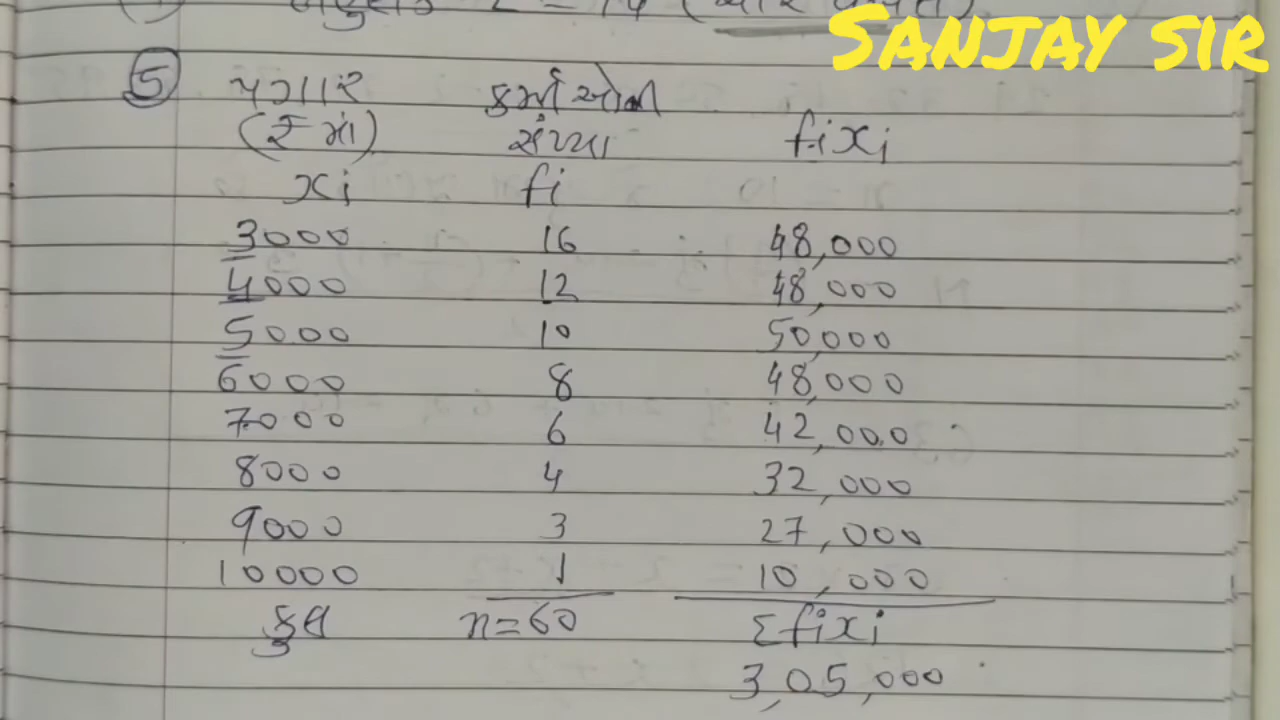 SANJAY SIR
5 પગાર કર્મચારીઓની
(₹ માં) સંખ્યા fixi
xi fi
3000 16 48,000
4000 12 48,000
5000 10 50,000
6000 8 48,000
7000 6 42,000
8000 4 32,000
9000 3 27,000
10000 1 10,000
કુલ n=60 Σfixi
3,05,000